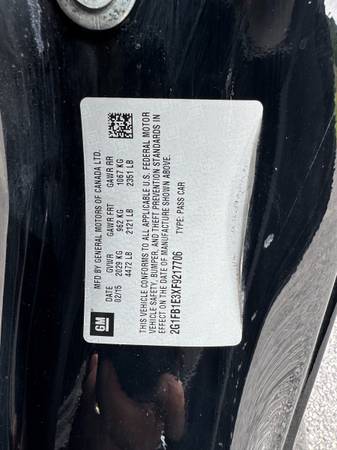 GM
MFD BY GENERAL MOTORS OF CANADA LTD.
DATE GVWR GAWR FRT GAWR RR
02/15 2029 KG 962 KG 1067 KG
4472 LB 2121 LB 2351 LB
THIS VEHICLE CONFORMS TO ALL APPLICABLE U.S. FEDERAL MOTOR
VEHICLE SAFETY, BUMPER, AND THEFT PREVENTION STANDARDS IN
EFFECT ON THE DATE OF MANUFACTURE SHOWN ABOVE.
2G1FB1E3XF9217706 TYPE: PASS CAR